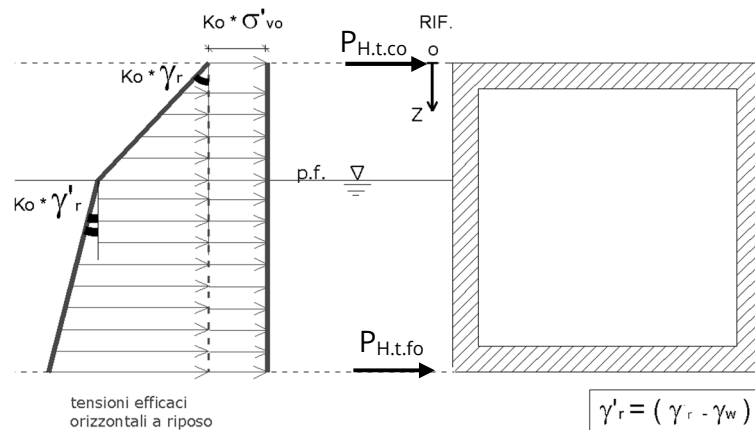 Ko * σ'vo
RIF.
PH.t.co
o
Ko * γr
Z
p.f.
Ko * γ'r
PH.t.fo
tensioni efficaci
orizzontali a riposo
γ'r = ( γr - γw )